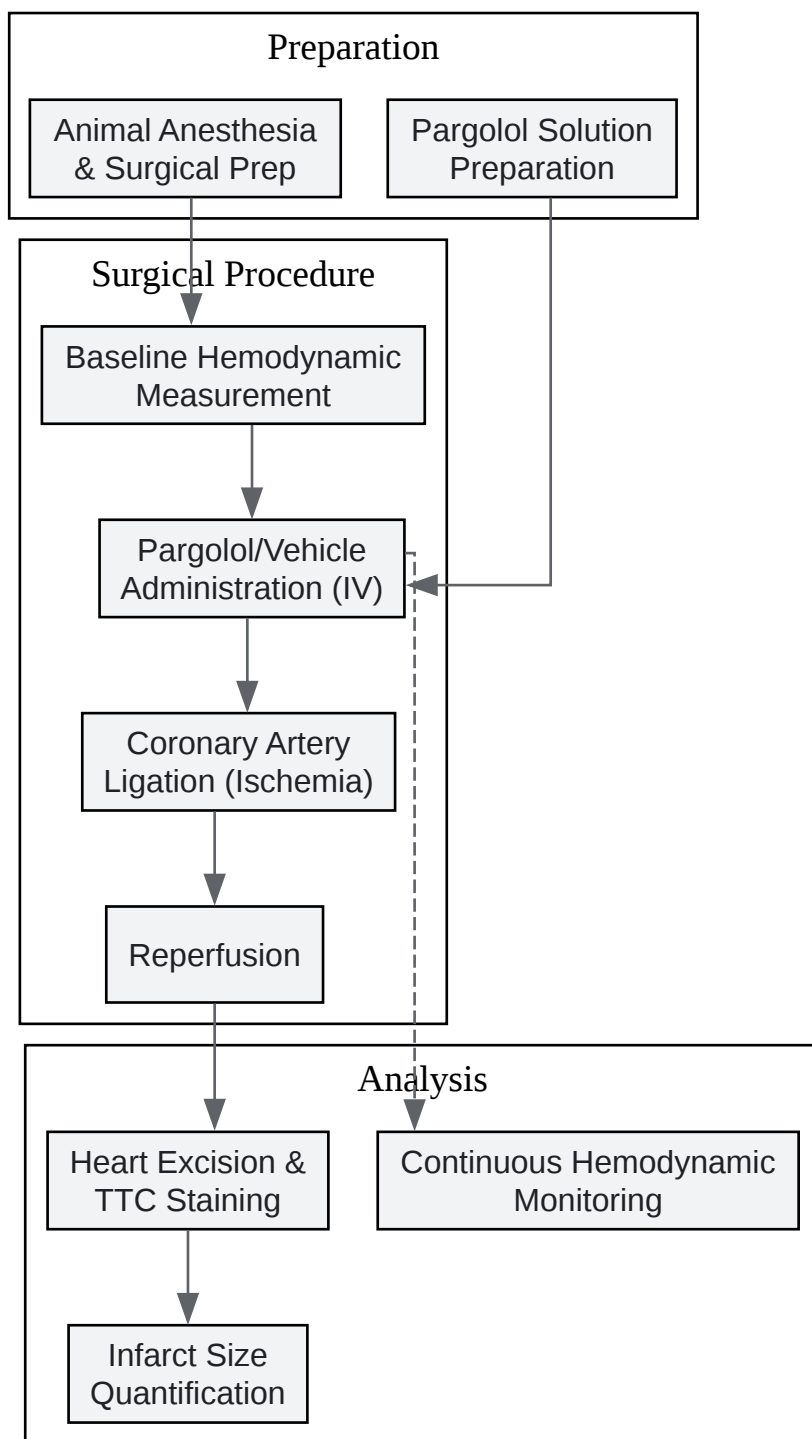 Preparation
Animal Anesthesia
& Surgical Prep
Pargolol Solution
Preparation
Surgical Procedure
Baseline Hemodynamic
Measurement
Pargolol/Vehicle
Administration (IV)
Coronary Artery
Ligation (Ischemia)
Reperfusion
Analysis
Heart Excision &
TTC Staining
Continuous Hemodynamic
Monitoring
Infarct Size
Quantification